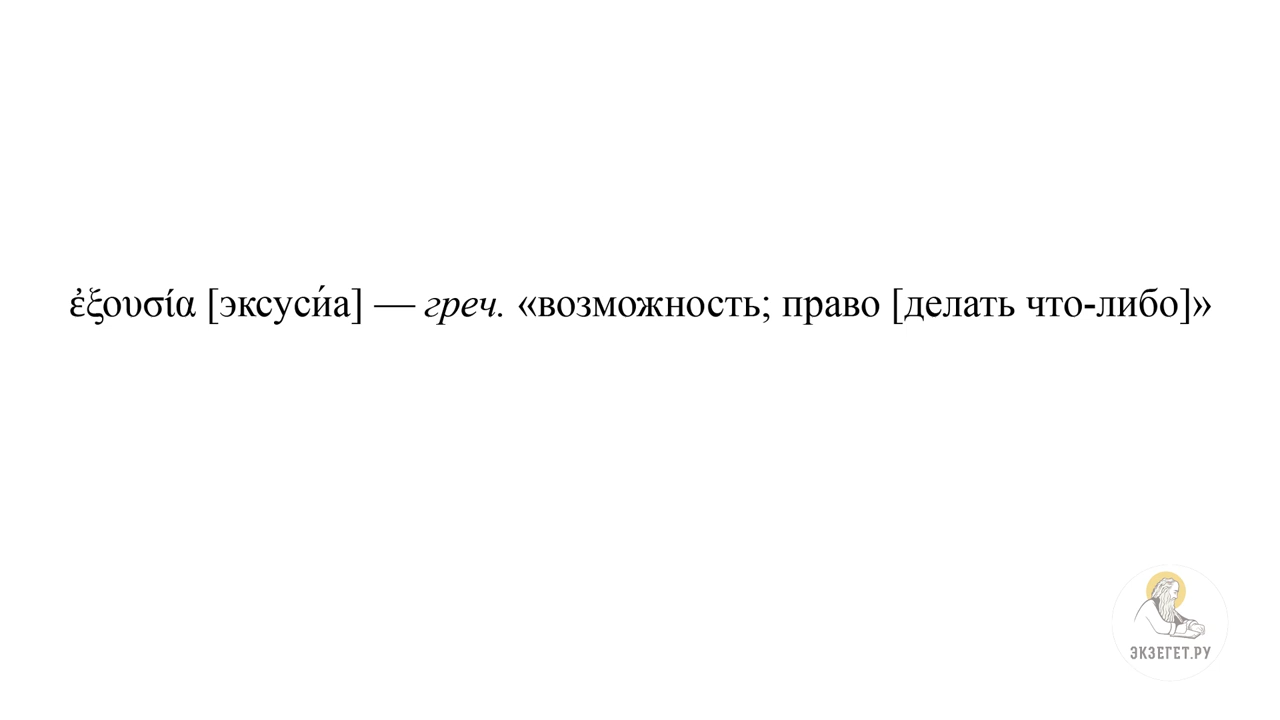 ἐξουσία [эксуси́а] — греч. «возможность; право [делать что-либо]»
ЭКЗЕГЕТ.РУ